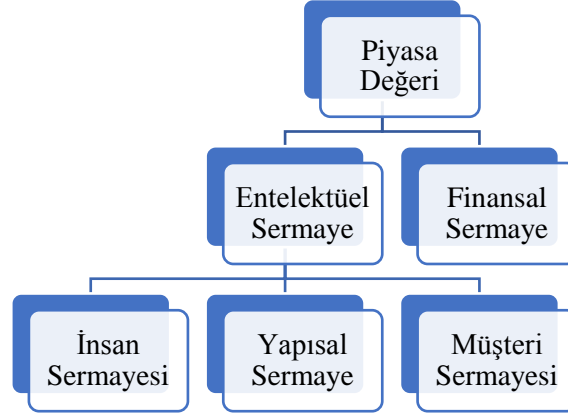 Piyasa
Değeri
Entelektüel
Sermaye
Finansal
Sermaye
İnsan
Sermayesi
Yapısal
Sermaye
Müşteri
Sermayesi